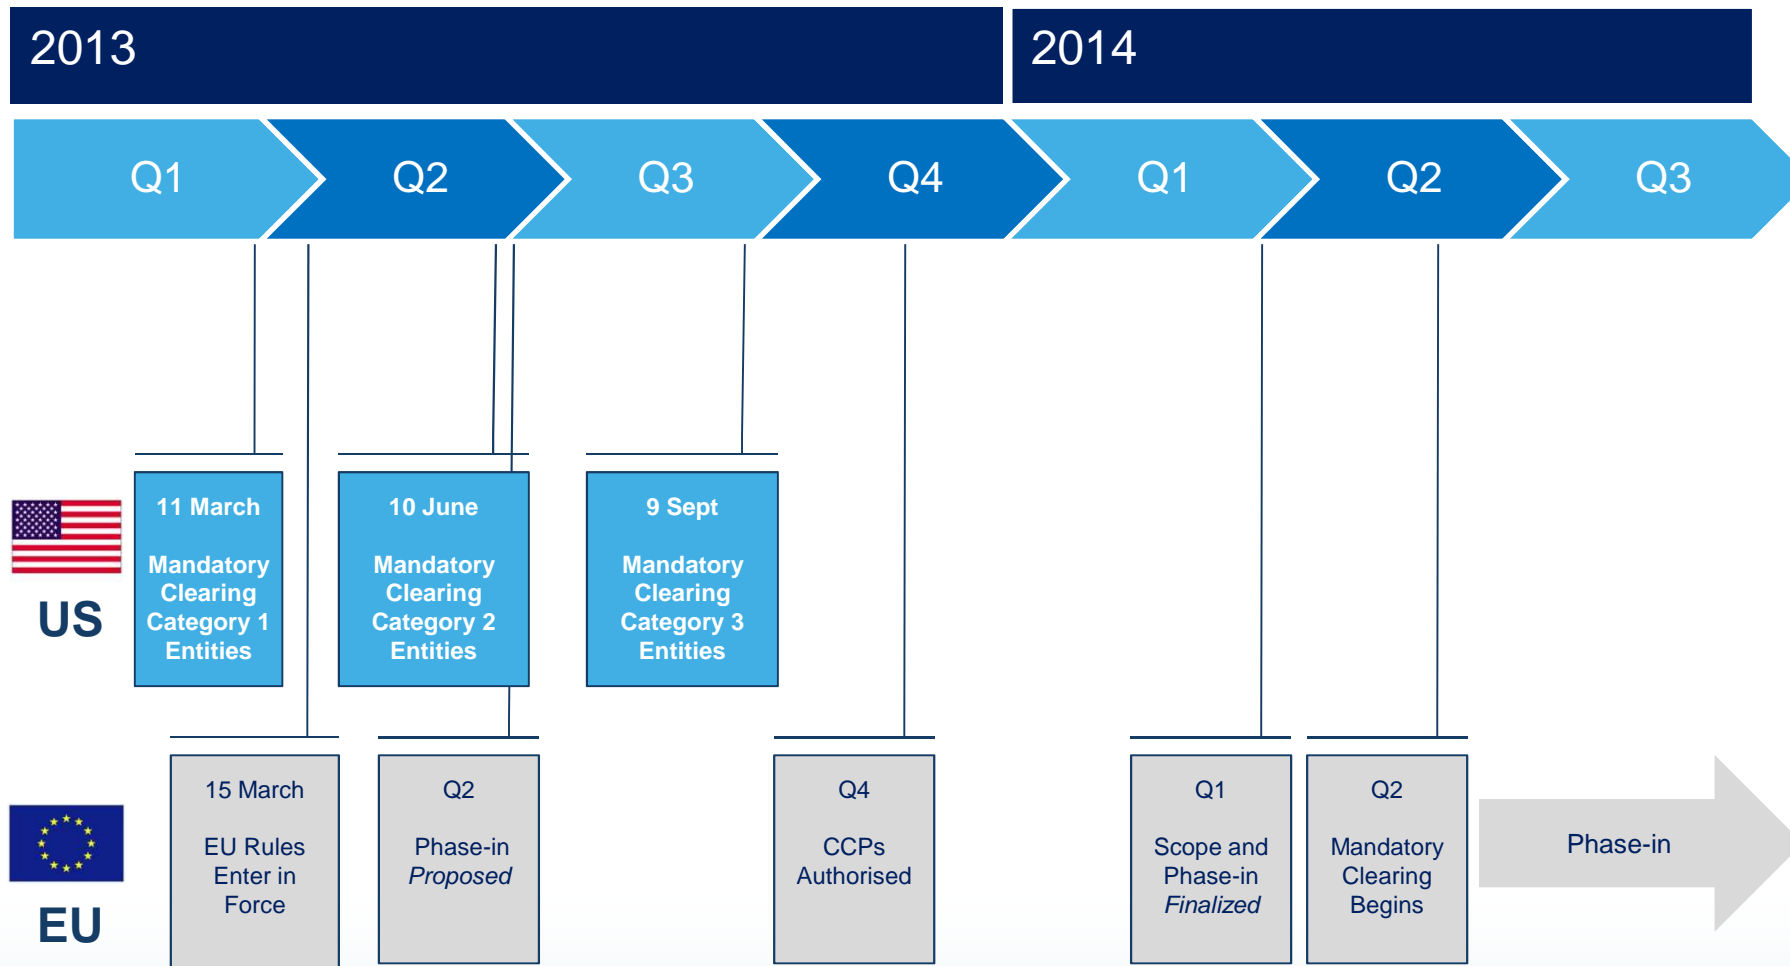 2013
2014
Q1
Q2
Q3
Q4
Q1
Q2
Q3
US
11 March
Mandatory
Clearing
Category 1
Entities
10 June
Mandatory
Clearing
Category 2
Entities
9 Sept
Mandatory
Clearing
Category 3
Entities
EU
15 March
EU Rules
Enter in
Force
Q2
Phase-in
Proposed
Q4
CCPs
Authorised
Q1
Scope and
Phase-in
Finalized
Q2
Mandatory
Clearing
Begins
Phase-in